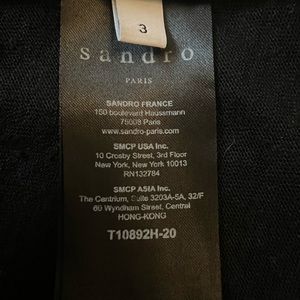 3
sandro
PARIS
SANDRO FRANCE
150 boulevard Haussmann
75008 Paris
www.sandro-paris.com
SMCP USA Inc.
10 Crosby Street, 3rd Floor
New York, New York 10013
RN132784
SMCP ASIA Inc.
The Centrium, Suite 3203A-5A, 32/F
60 Wyndham Street, Central
HONG-KONG
T10892H-20